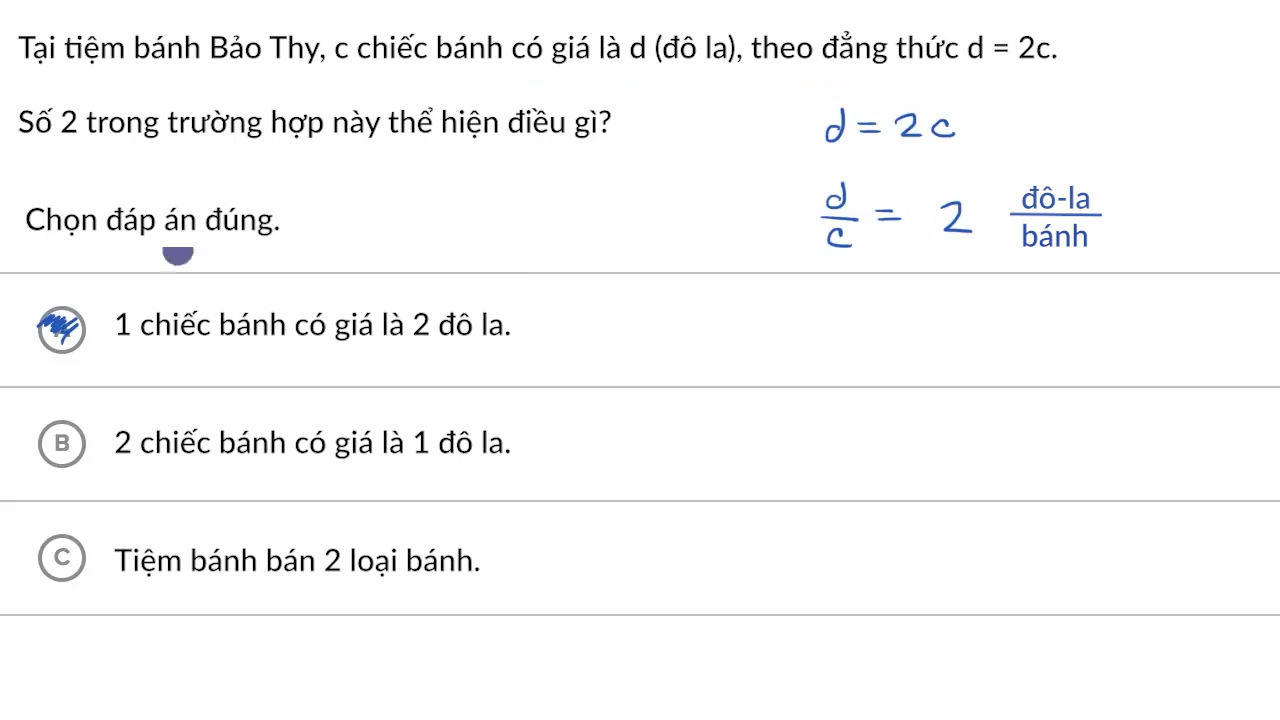 Tại tiệm bánh Bảo Thy, c chiếc bánh có giá là d (đô la), theo đẳng thức d = 2c.
Số 2 trong trường hợp này thể hiện điều gì?
d = 2c
Chọn đáp án đúng.
d/c = 2 đô-la/bánh
1 chiếc bánh có giá là 2 đô la.
B 2 chiếc bánh có giá là 1 đô la.
C Tiệm bánh bán 2 loại bánh.